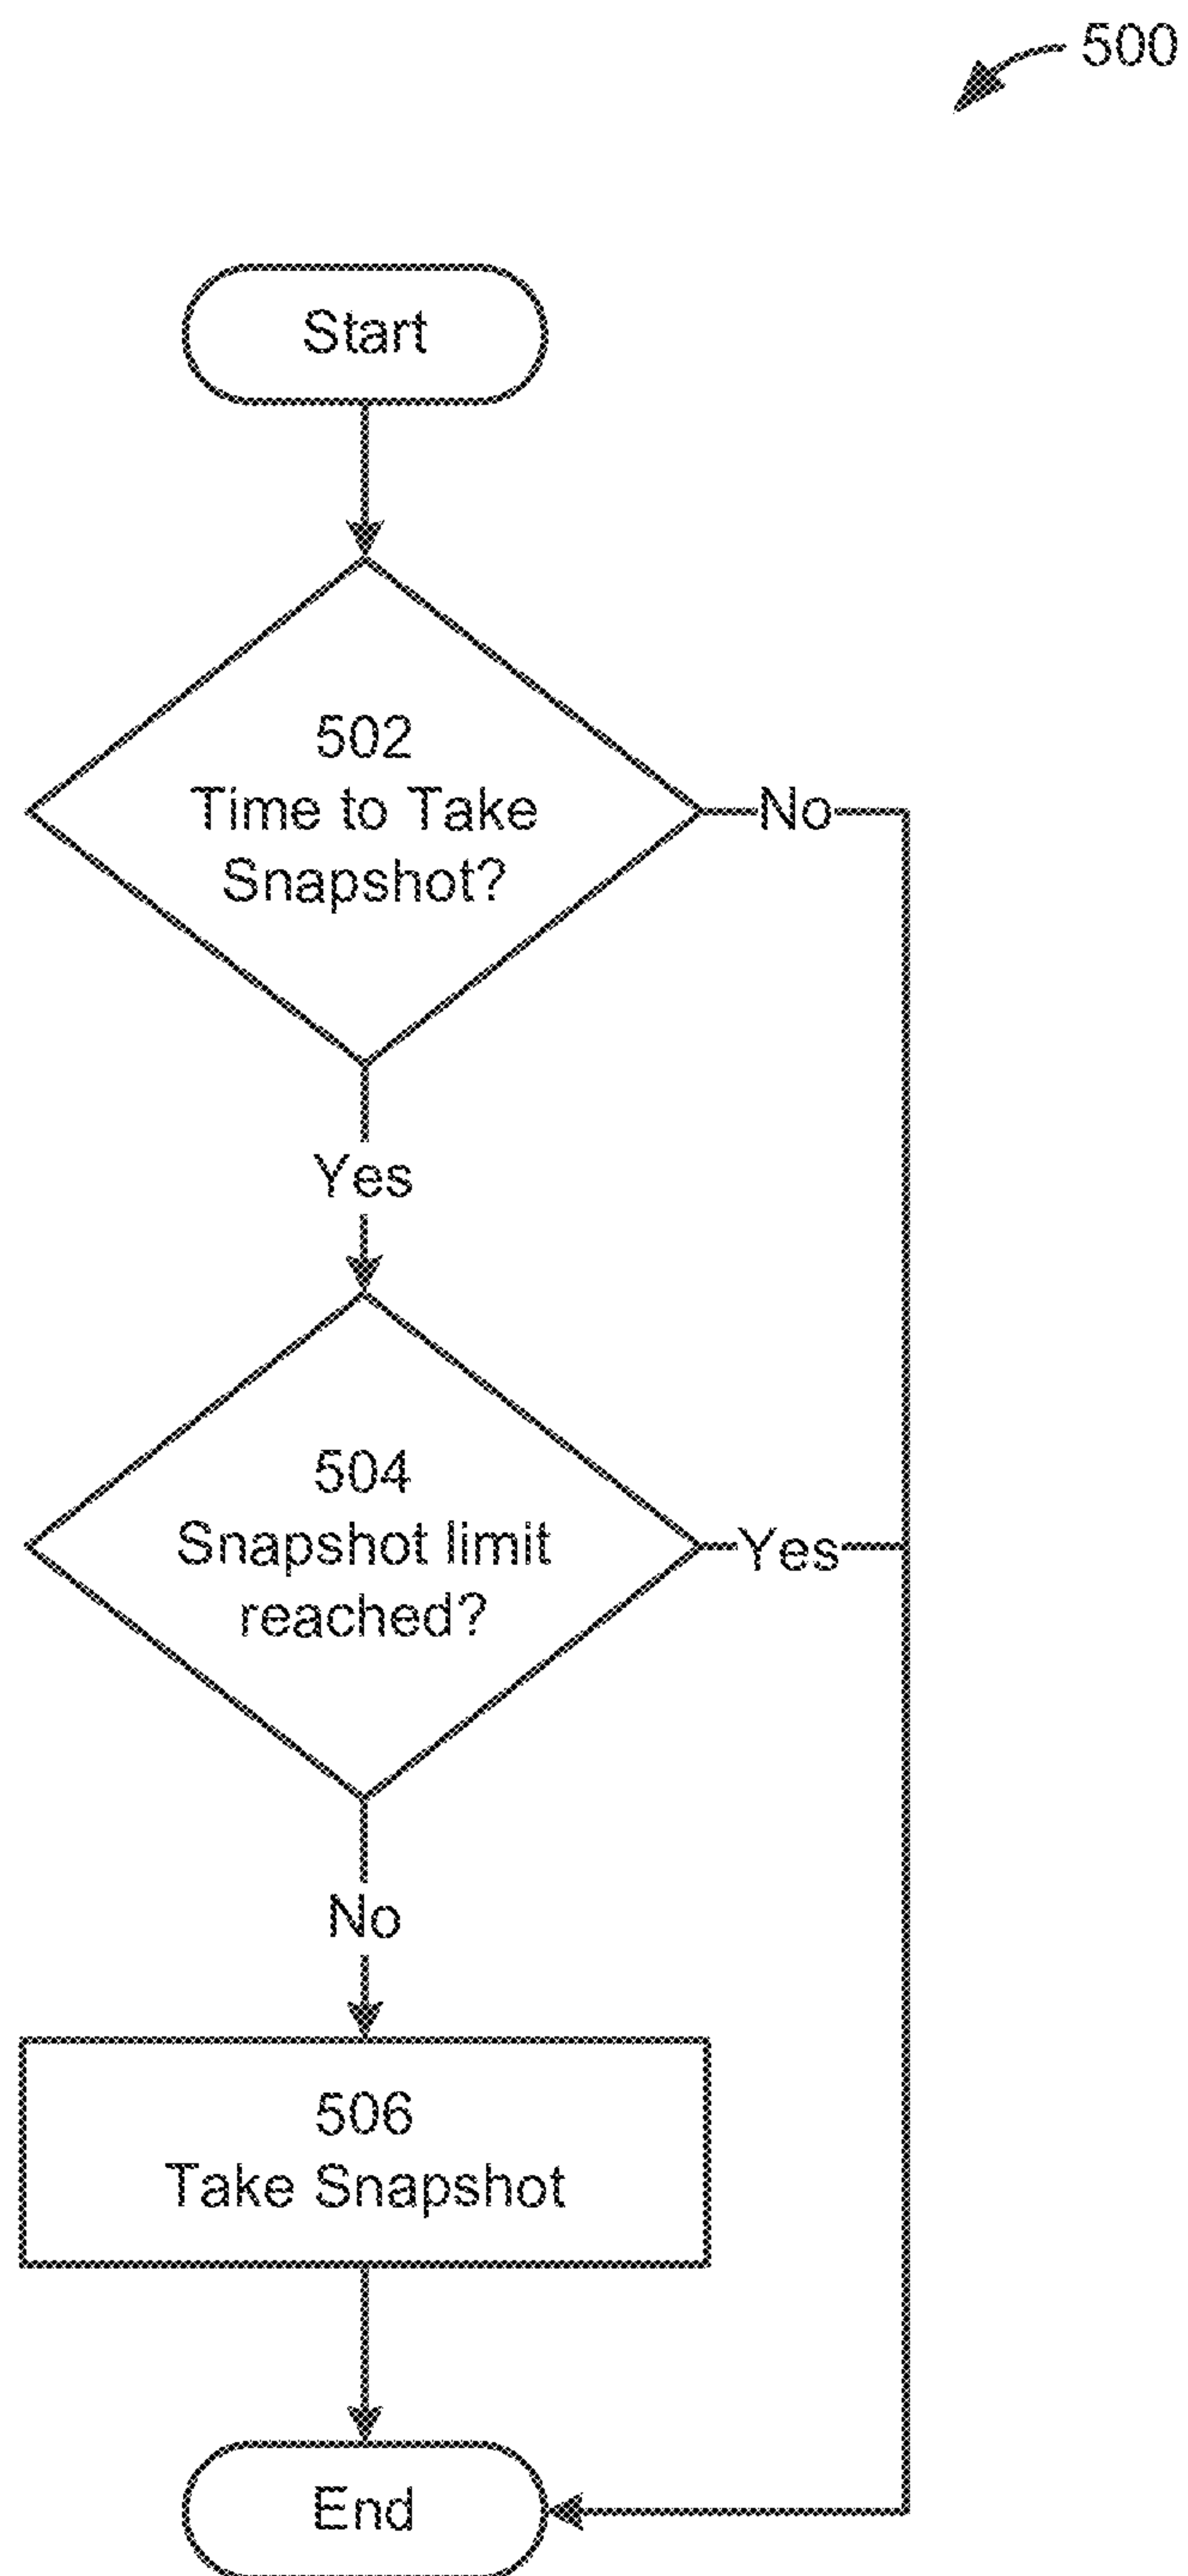 500
Start
502
Time to Take
Snapshot?
No
Yes
504
Snapshot limit
reached?
Yes
No
506
Take Snapshot
End